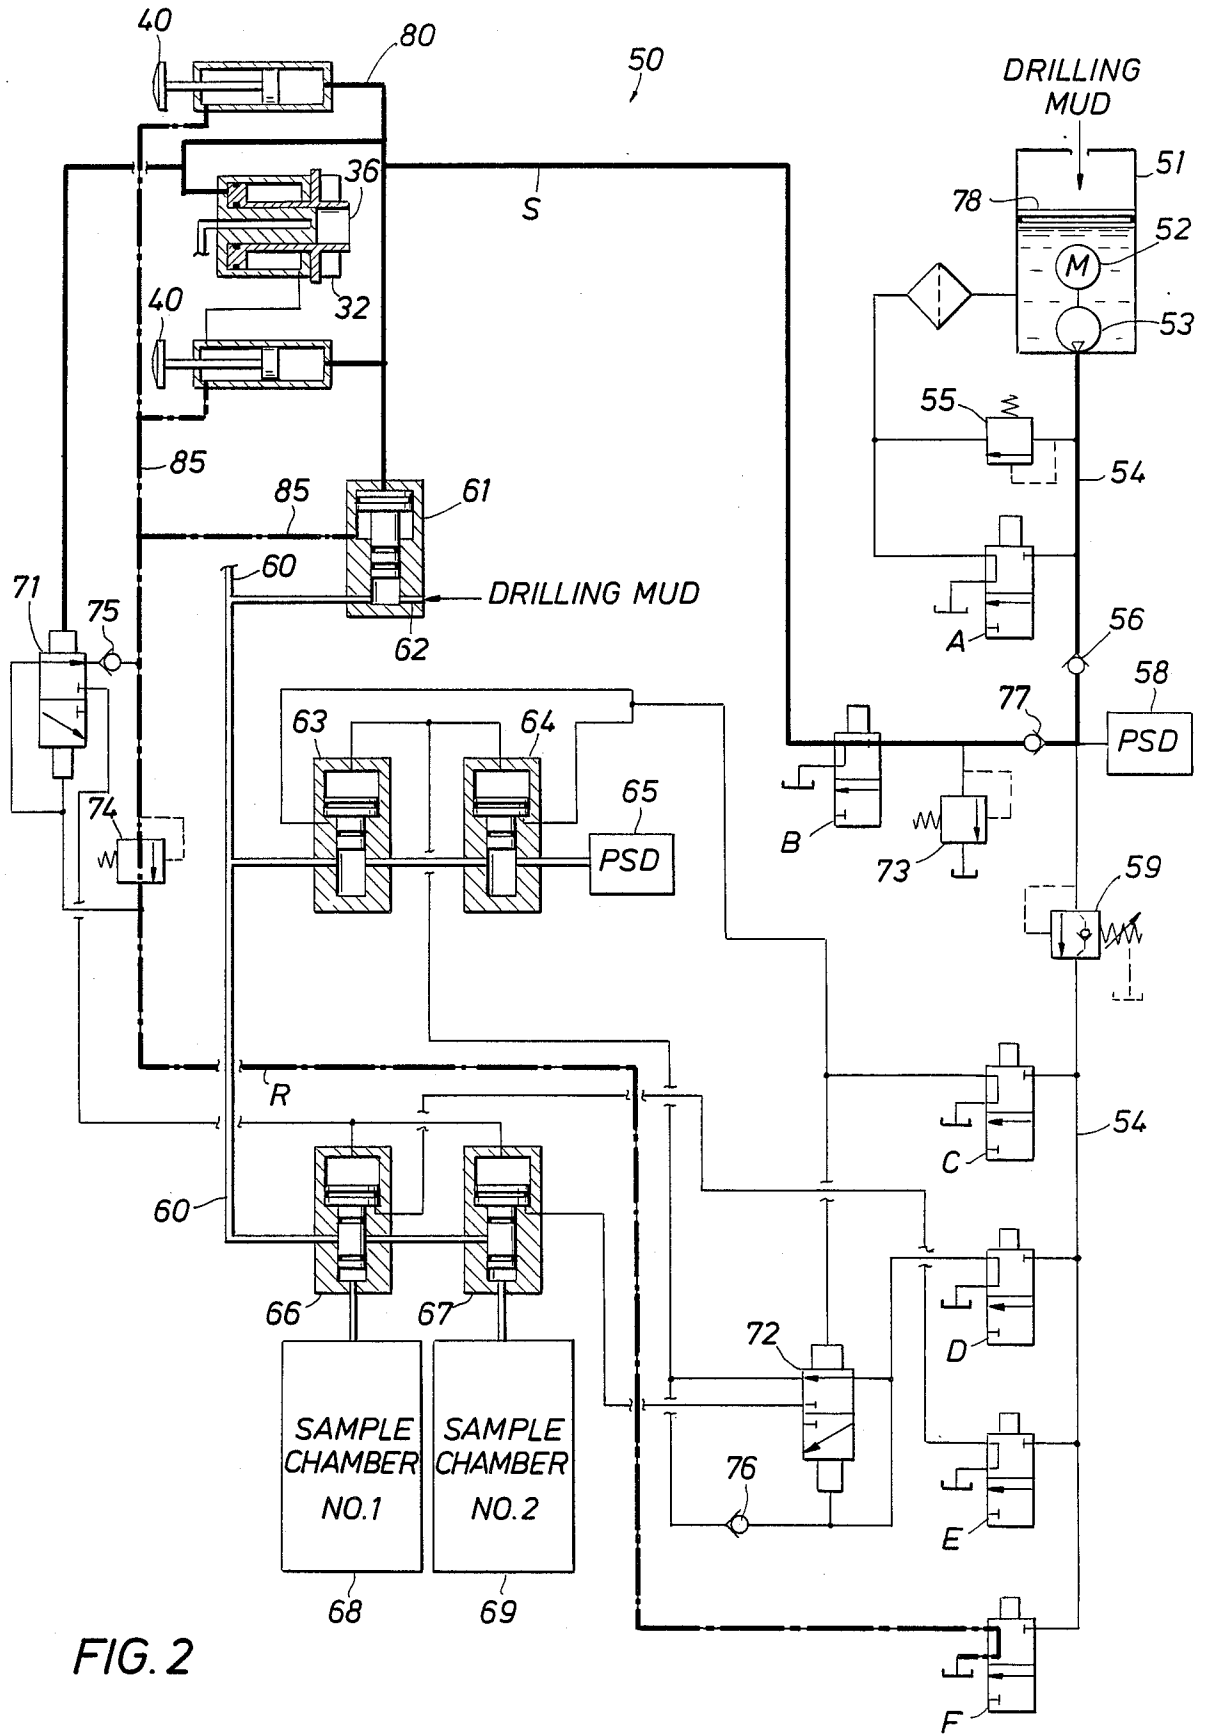 40
80
50
DRILLING
MUD
51
36
78
S
52
M
32
40
53
55
85
54
61
85
60
71
DRILLING MUD
75
A
56
62
58
77
63
64
PSD
65
74
PSD
B
73
59
R
54
C
60
66
67
72
D
SAMPLE
CHAMBER
NO.1
SAMPLE
CHAMBER
NO.2
76
E
68
69
FIG. 2
F